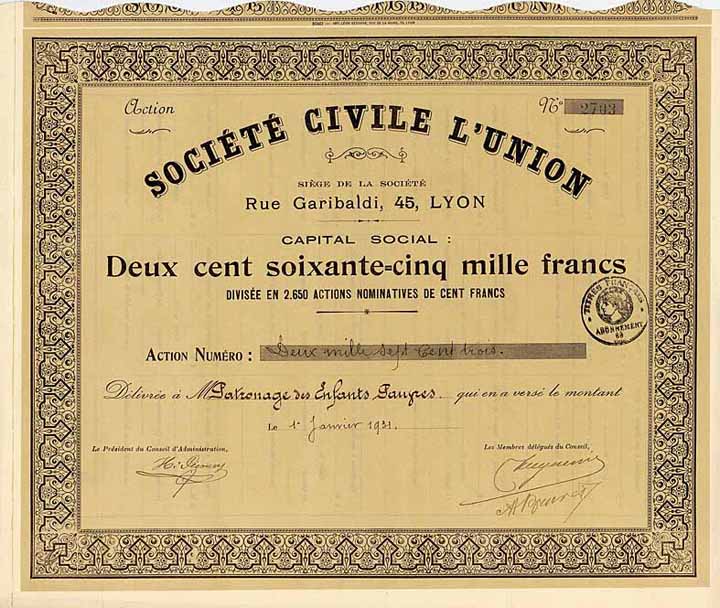 Action
N° 2703
SOCIÉTÉ CIVILE L'UNION
SIÈGE DE LA SOCIÉTÉ
Rue Garibaldi, 45, LYON
CAPITAL SOCIAL :
Deux cent soixante=cinq mille francs
DIVISÉE EN 2.650 ACTIONS NOMINATIVES DE CENT FRANCS
TITRES FRANÇAIS
ABONNEMENT
ACTION NUMÉRO : Deux mille sept cent trois.
Délivrée à M Patronage des Enfants Pauvres qui en a versé le montant
Le 1er Janvier 1931.
Le Président du Conseil d'Administration,
Les Membres délégués du Conseil,